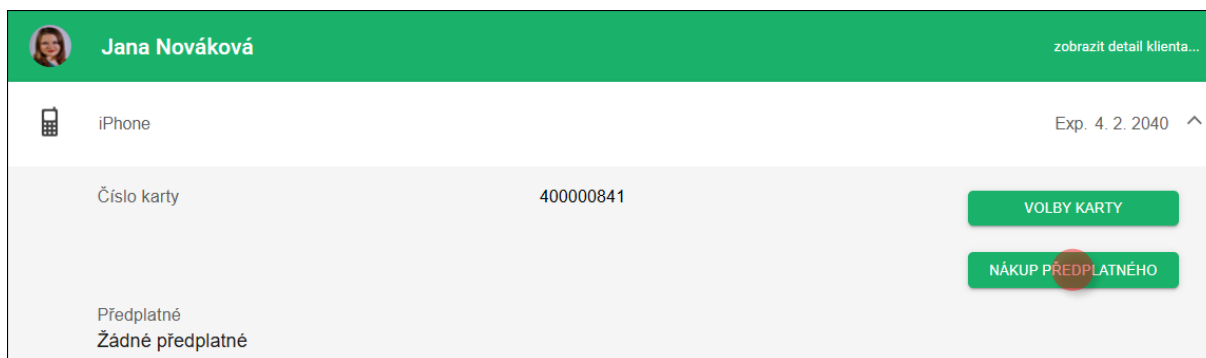 Jana Nováková
zobrazit detail klienta...
iPhone
Exp. 4. 2. 2040
Číslo karty
400000841
VOLBY KARTY
NÁKUP PŘEDPLATNÉHO
Předplatné
Žádné předplatné